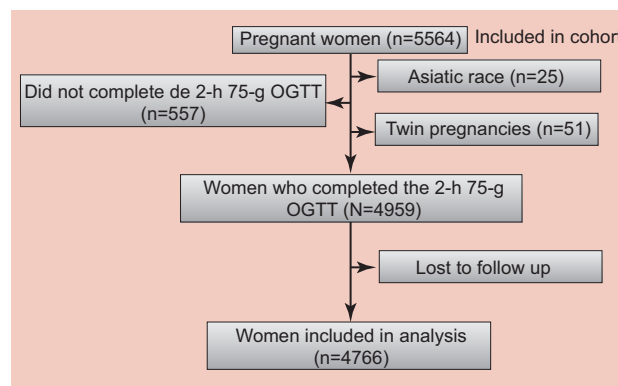 Pregnant women (n=5564) Included in cohor
Asiatic race (n=25)
Did not complete de 2-h 75-g OGTT
(n=557)
Twin pregnancies (n=51)
Women who completed the 2-h 75-g
OGTT (N=4959)
Lost to follow up
Women included in analysis
(n=4766)